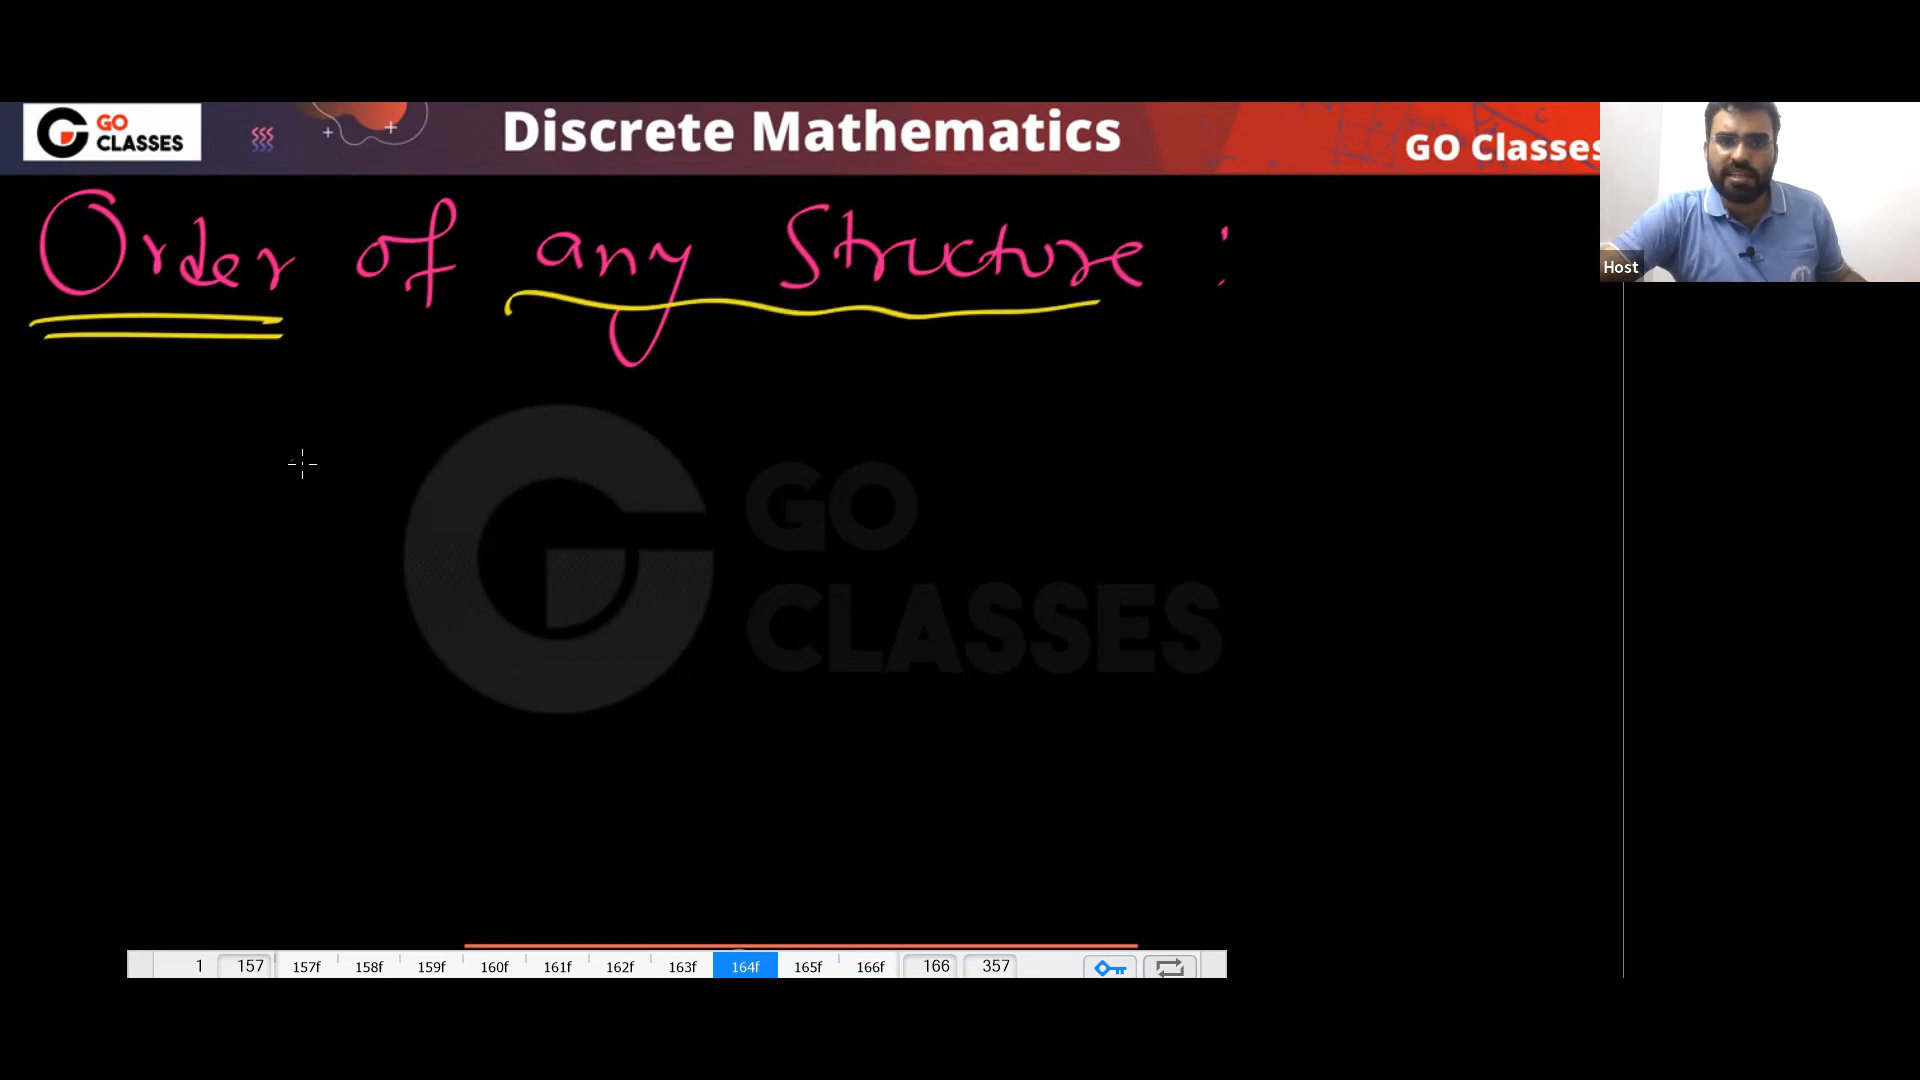 GO
CLASSES
Discrete Mathematics
GO Classes
Host
Order of any Structure :
GO
CLASSES
1 157 157f 158f 159f 160f 161f 162f 163f 164f 165f 166f 166 357